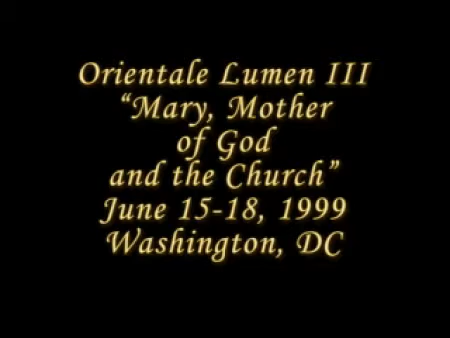 Orientale Lumen III
“Mary, Mother
of God
and the Church”
June 15-18, 1999
Washington, DC